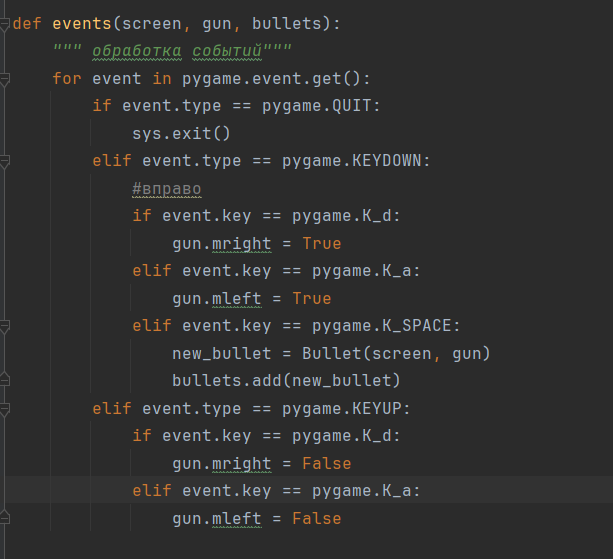 def events(screen, gun, bullets):
    """ обработка событий"""
    for event in pygame.event.get():
        if event.type == pygame.QUIT:
            sys.exit()
        elif event.type == pygame.KEYDOWN:
            #вправо
            if event.key == pygame.K_d:
                gun.mright = True
            elif event.key == pygame.K_a:
                gun.mleft = True
            elif event.key == pygame.K_SPACE:
                new_bullet = Bullet(screen, gun)
                bullets.add(new_bullet)
        elif event.type == pygame.KEYUP:
            if event.key == pygame.K_d:
                gun.mright = False
            elif event.key == pygame.K_a:
                gun.mleft = False